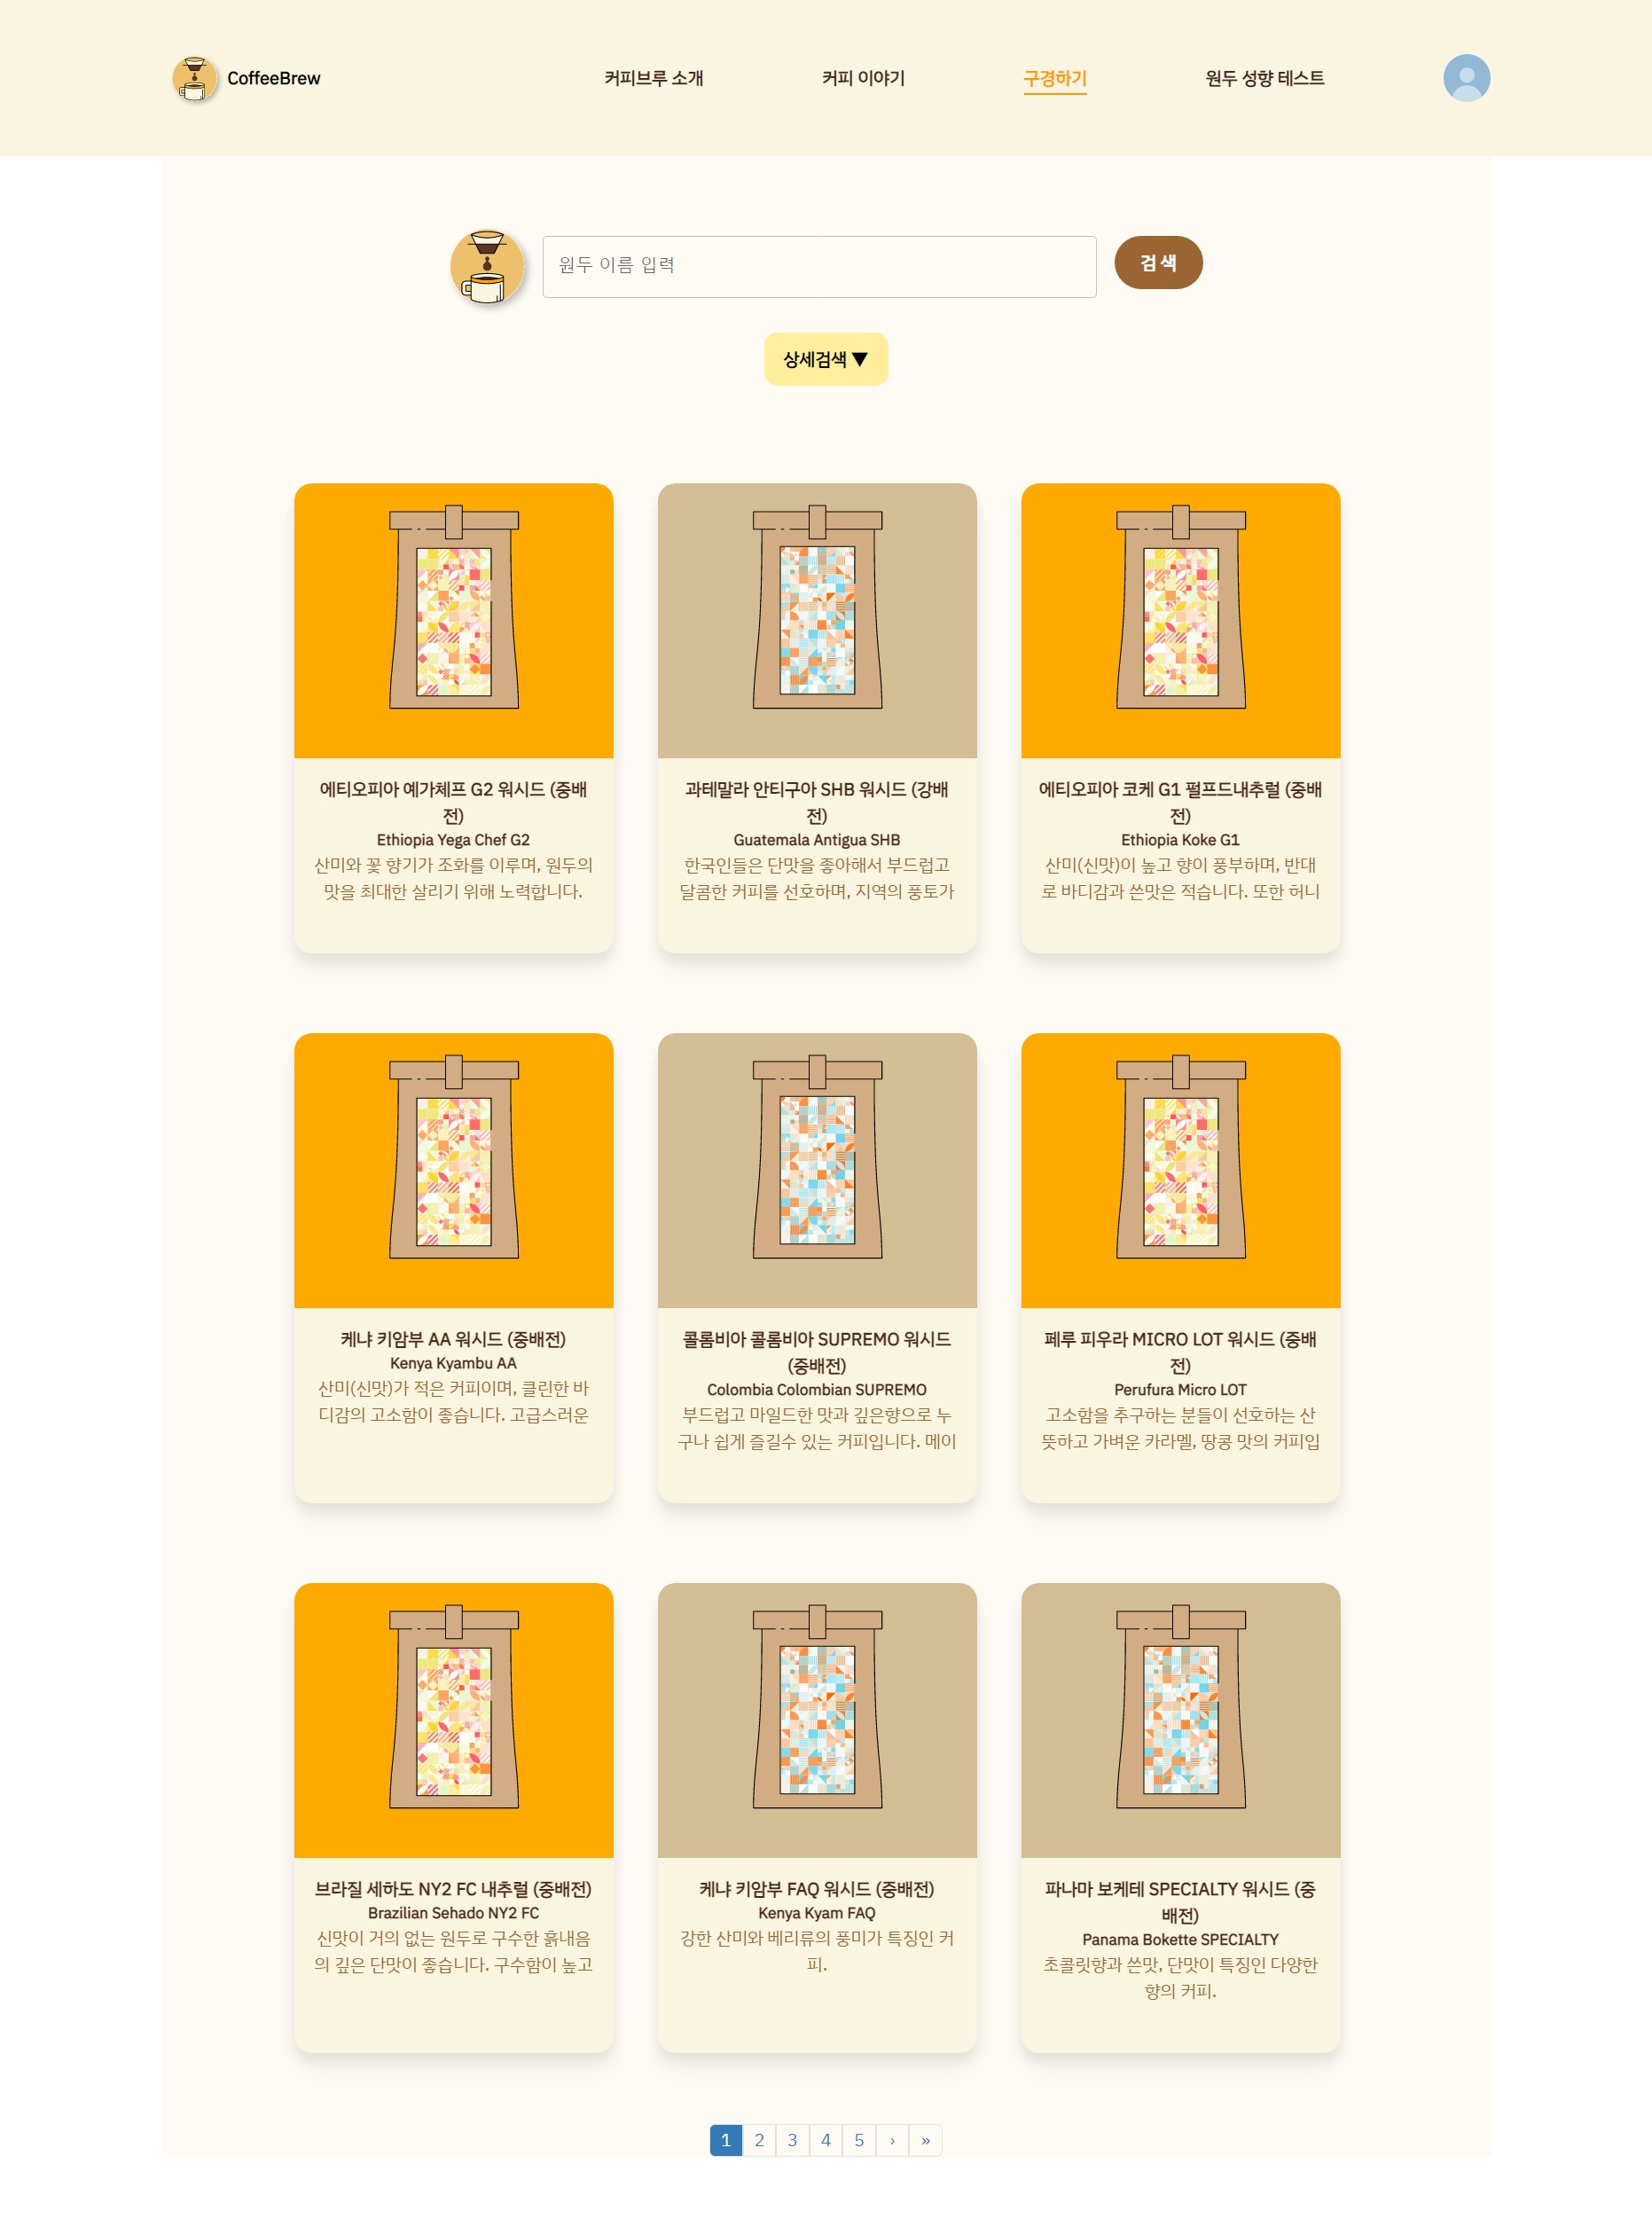 CoffeeBrew
커피브루 소개
커피 이야기
구경하기
원두 성향 테스트
원두 이름 입력
검색
상세검색 ▼
에티오피아 예가체프 G2 워시드 (중배
전)
Ethiopia Yega Chef G2
산미와 꽃 향기가 조화를 이루며, 원두의
맛을 최대한 살리기 위해 노력합니다.
과테말라 안티구아 SHB 워시드 (강배
전)
Guatemala Antigua SHB
한국인들은 단맛을 좋아해서 부드럽고
달콤한 커피를 선호하며, 지역의 풍토가
에티오피아 코케 G1 펄프드내추럴 (중배
전)
Ethiopia Koke G1
산미(신맛)이 높고 향이 풍부하며, 반대
로 바디감과 쓴맛은 적습니다. 또한 허니
케냐 키암부 AA 워시드 (중배전)
Kenya Kyambu AA
산미(신맛)가 적은 커피이며, 클린한 바
디감의 고소함이 좋습니다. 고급스러운
콜롬비아 콜롬비아 SUPREMO 워시드
(중배전)
Colombia Colombian SUPREMO
부드럽고 마일드한 맛과 깊은향으로 누
구나 쉽게 즐길수 있는 커피입니다. 메이
페루 피우라 MICRO LOT 워시드 (중배
전)
Perufura Micro LOT
고소함을 추구하는 분들이 선호하는 산
뜻하고 가벼운 카라멜, 땅콩 맛의 커피입
브라질 세하도 NY2 FC 내추럴 (중배전)
Brazilian Sehado NY2 FC
신맛이 거의 없는 원두로 구수한 흙내음
의 깊은 단맛이 좋습니다. 구수함이 높고
케냐 키암부 FAQ 워시드 (중배전)
Kenya Kyam FAQ
강한 산미와 베리류의 풍미가 특징인 커
피.
파나마 보케테 SPECIALTY 워시드 (중
배전)
Panama Bokette SPECIALTY
초콜릿향과 쓴맛, 단맛이 특징인 다양한
향의 커피.
1 2 3 4 5 › »